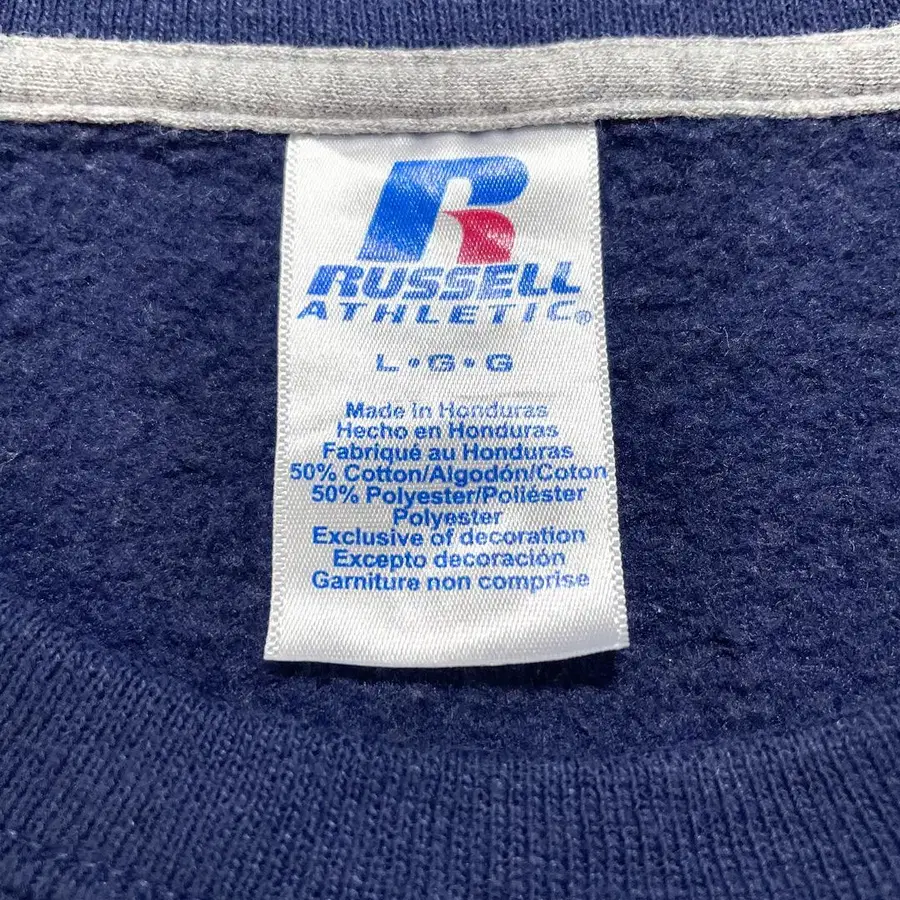 R
RUSSELL
ATHLETIC®
L•G•G
Made in Honduras
Hecho en Honduras
Fabriqué au Honduras
50% Cotton/Algodón/Coton
50% Polyester/Poliéster
Polyester
Exclusive of decoration
Excepto decoración
Garniture non comprise